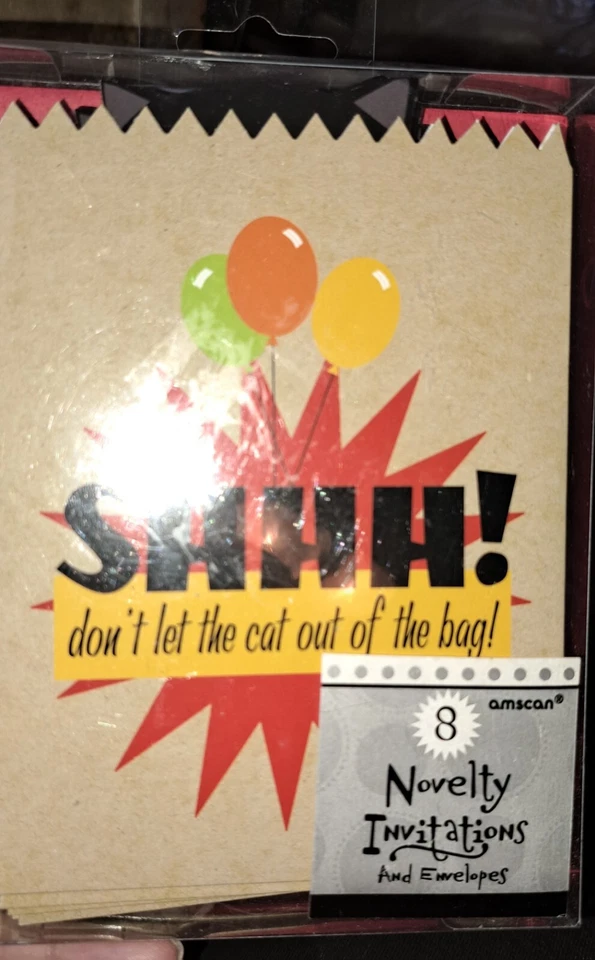 SHHH!
don't let the cat out of the bag!
amscan®
8
Novelty
Invitations
And Envelopes